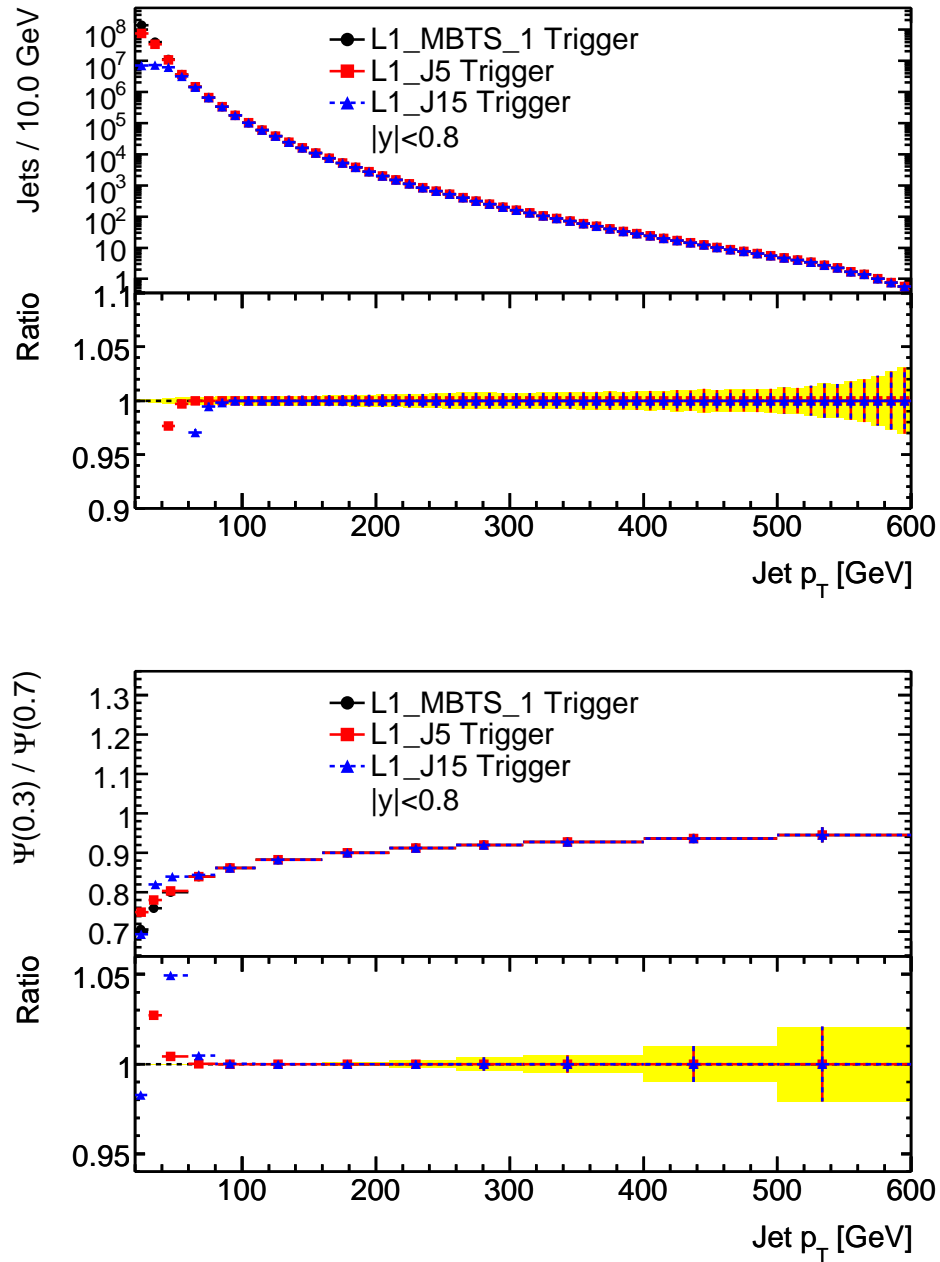 Jets / 10.0 GeV
10^8
10^7
10^6
10^5
10^4
10^3
10^2
10
1
L1_MBTS_1 Trigger
L1_J5 Trigger
L1_J15 Trigger
|y|<0.8
Ratio
1.1
1.05
1
0.95
0.9
100 200 300 400 500 600
Jet p_T [GeV]
Ψ(0.3) / Ψ(0.7)
1.3
1.2
1.1
1
0.9
0.8
0.7
L1_MBTS_1 Trigger
L1_J5 Trigger
L1_J15 Trigger
|y|<0.8
Ratio
1.05
1
0.95
100 200 300 400 500 600
Jet p_T [GeV]